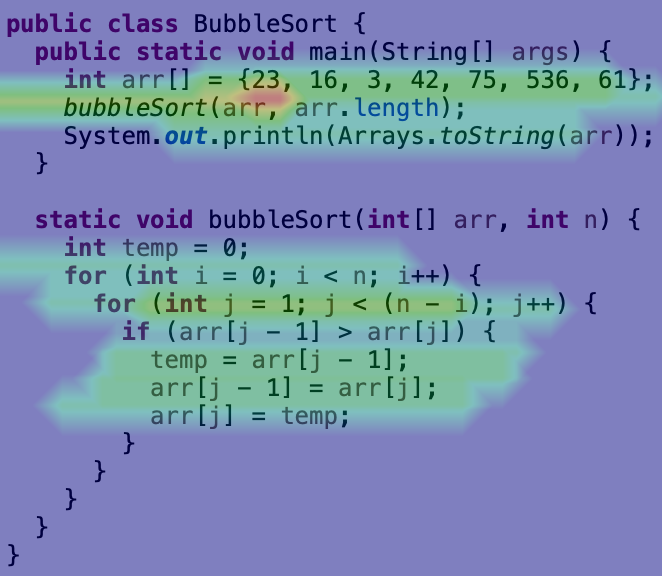 public class BubbleSort {
  public static void main(String[] args) {
    int arr[] = {23, 16, 3, 42, 75, 536, 61};
    bubbleSort(arr, arr.length);
    System.out.println(Arrays.toString(arr));
  }

  static void bubbleSort(int[] arr, int n) {
    int temp = 0;
    for (int i = 0; i < n; i++) {
      for (int j = 1; j < (n - i); j++) {
        if (arr[j - 1] > arr[j]) {
          temp = arr[j - 1];
          arr[j - 1] = arr[j];
          arr[j] = temp;
        }
      }
    }
  }
}